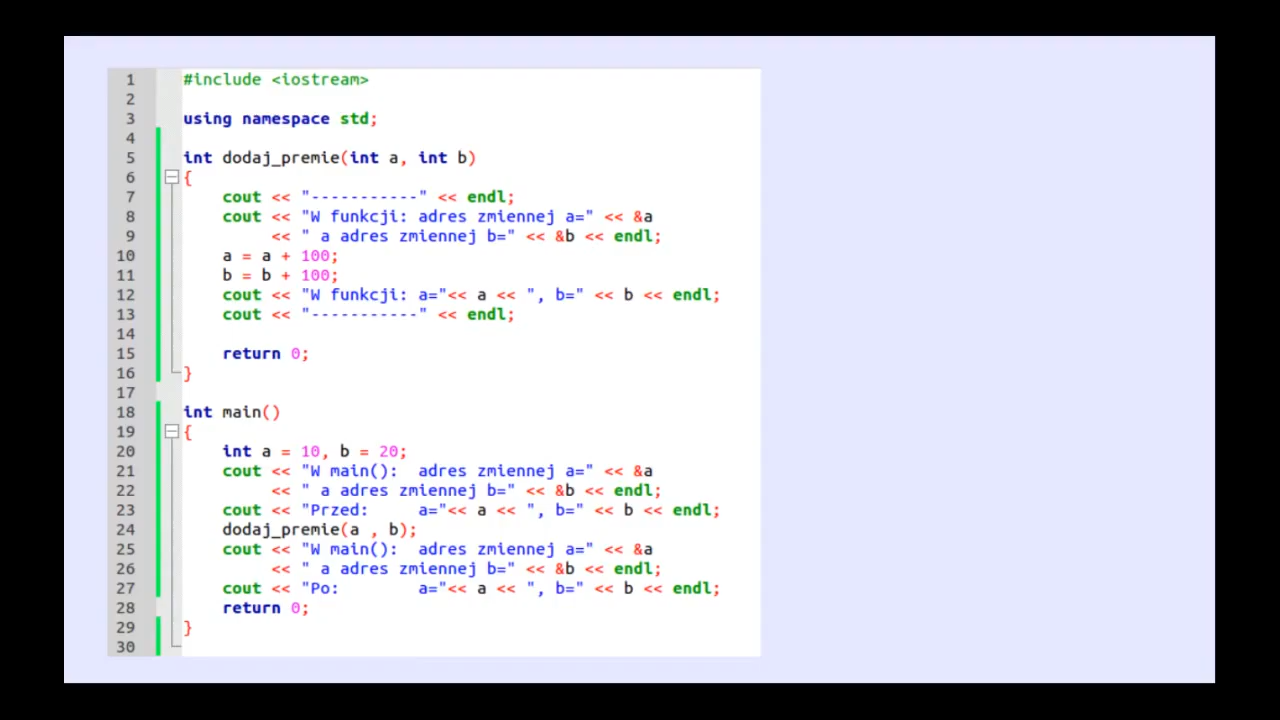 1 #include <iostream>
2
3 using namespace std;
4
5 int dodaj_premie(int a, int b)
6 {
7     cout << "-----------" << endl;
8     cout << "W funkcji: adres zmiennej a=" << &a
9          << " a adres zmiennej b=" << &b << endl;
10     a = a + 100;
11     b = b + 100;
12     cout << "W funkcji: a="<< a << ", b=" << b << endl;
13     cout << "-----------" << endl;
14
15     return 0;
16 }
17
18 int main()
19 {
20     int a = 10, b = 20;
21     cout << "W main():  adres zmiennej a=" << &a
22          << " a adres zmiennej b=" << &b << endl;
23     cout << "Przed:     a="<< a << ", b=" << b << endl;
24     dodaj_premie(a , b);
25     cout << "W main():  adres zmiennej a=" << &a
26          << " a adres zmiennej b=" << &b << endl;
27     cout << "Po:        a="<< a << ", b=" << b << endl;
28     return 0;
29 }
30